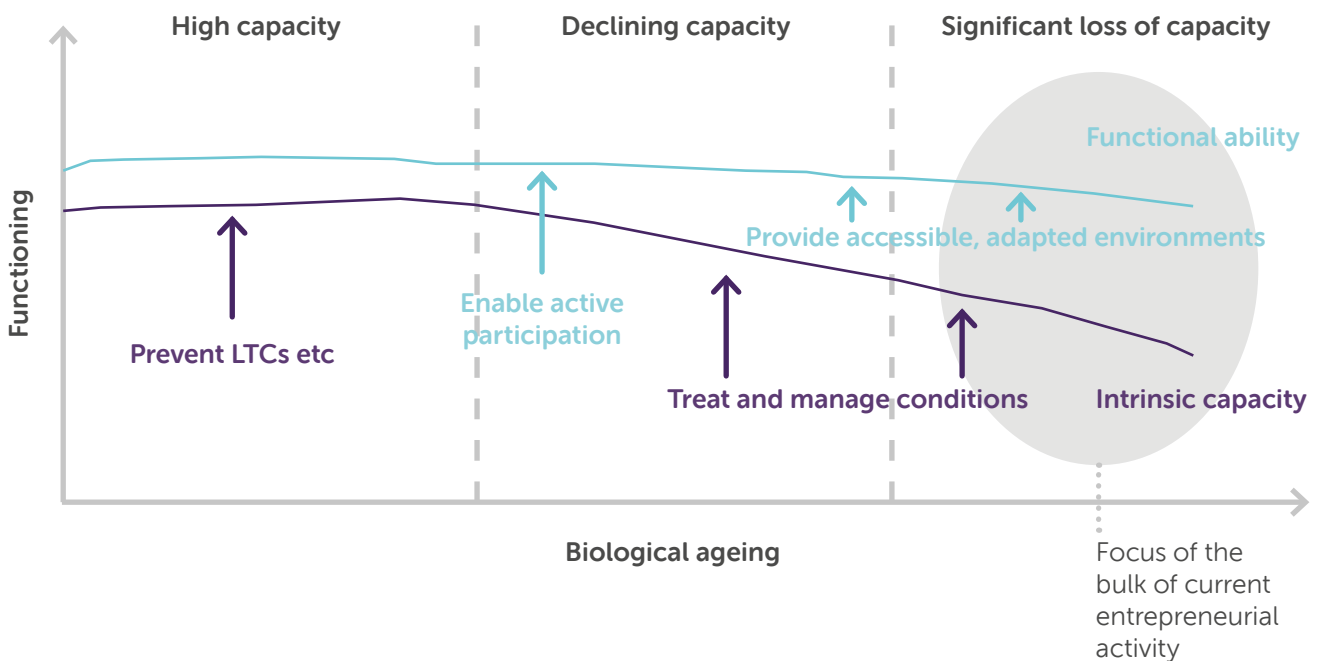 High capacity
Declining capacity
Significant loss of capacity
Functional ability
Functioning
Provide accessible, adapted environments
Enable active
participation
Prevent LTCs etc
Treat and manage conditions
Intrinsic capacity
Biological ageing
Focus of the
bulk of current
entrepreneurial
activity